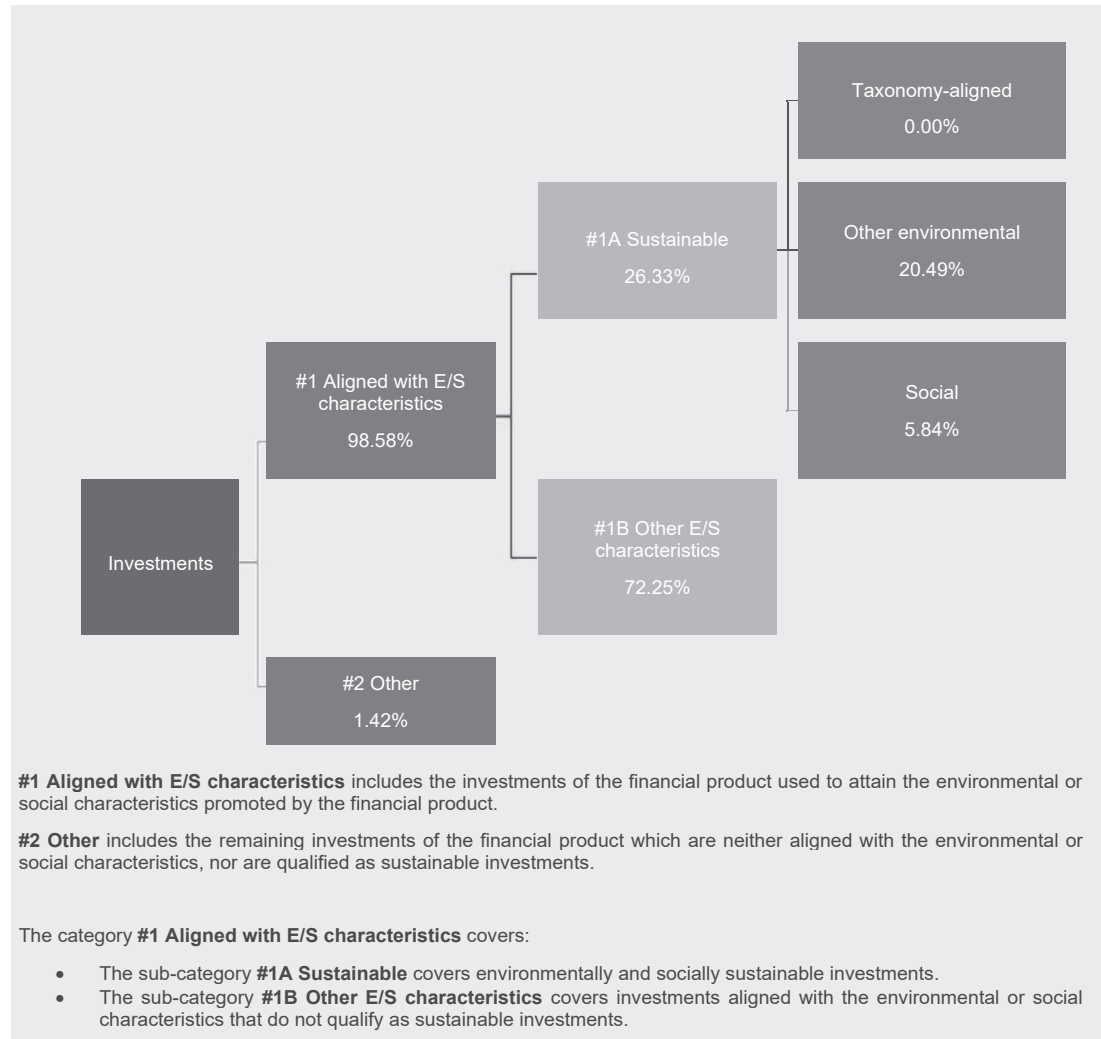 Taxonomy-aligned
0.00%
#1A Sustainable
26.33%
Other environmental
20.49%
#1 Aligned with E/S
characteristics
98.58%
Social
5.84%
Investments
#1B Other E/S
characteristics
72.25%
#2 Other
1.42%
#1 Aligned with E/S characteristics includes the investments of the financial product used to attain the environmental or
social characteristics promoted by the financial product.
#2 Other includes the remaining investments of the financial product which are neither aligned with the environmental or
social characteristics, nor are qualified as sustainable investments.
The category #1 Aligned with E/S characteristics covers:
• The sub-category #1A Sustainable covers environmentally and socially sustainable investments.
• The sub-category #1B Other E/S characteristics covers investments aligned with the environmental or social
characteristics that do not qualify as sustainable investments.